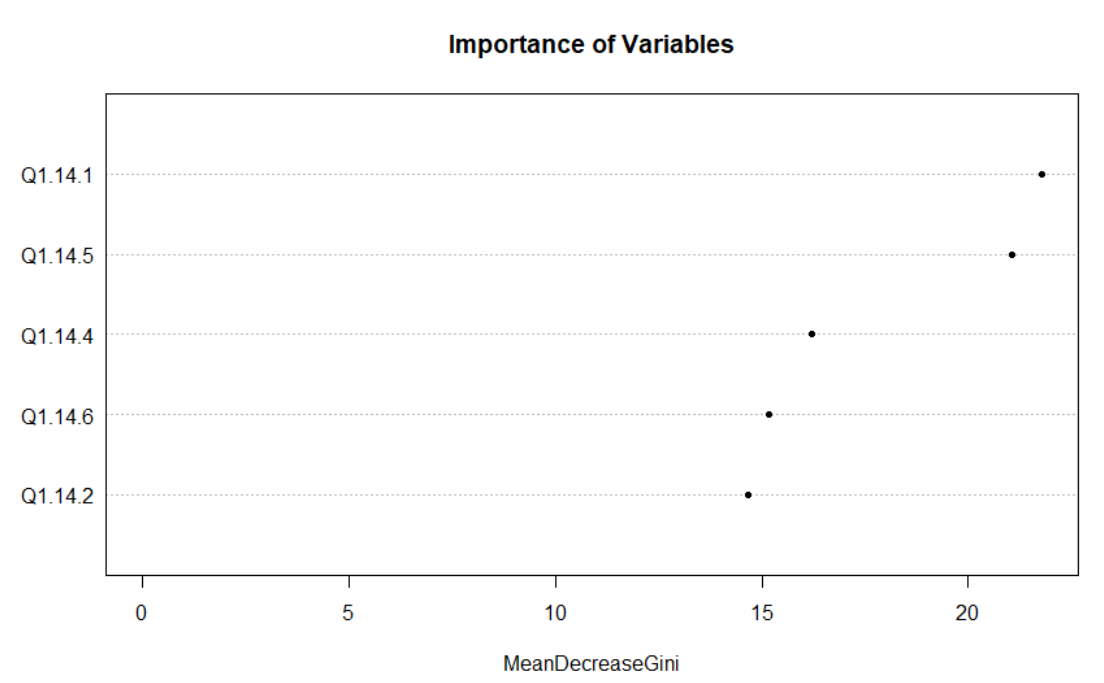 Importance of Variables
Q1.14.1
Q1.14.5
Q1.14.4
Q1.14.6
Q1.14.2
0 5 10 15 20
MeanDecreaseGini